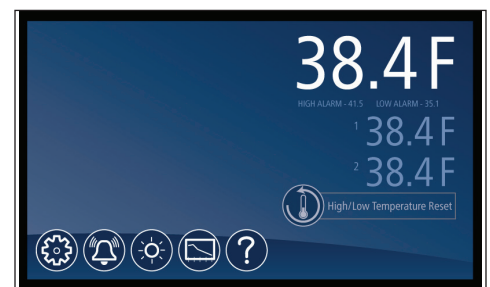 38.4 F
HIGH ALARM - 41.5 LOW ALARM - 35.1
1 38.4 F
2 38.4 F
High/Low Temperature Reset
?